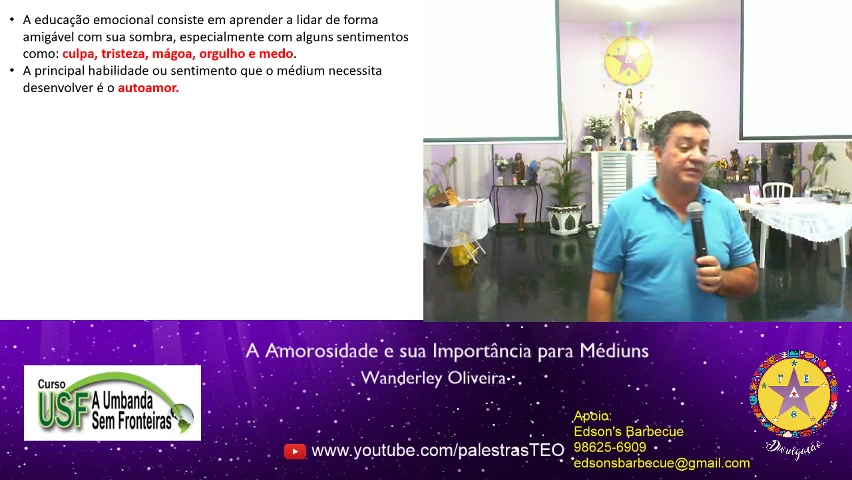 • A educação emocional consiste em aprender a lidar de forma
amigável com sua sombra, especialmente com alguns sentimentos
como: culpa, tristeza, mágoa, orgulho e medo.
• A principal habilidade ou sentimento que o médium necessita
desenvolver é o autoamor.
A Amorosidade e sua Importância para Médiuns
Wanderley Oliveira
Curso
USF A Umbanda
Sem Fronteiras
www.youtube.com/palestrasTEO
Apoio:
Edson's Barbecue
98625-6909
edsonsbarbecue@gmail.com
T E
Divulgação